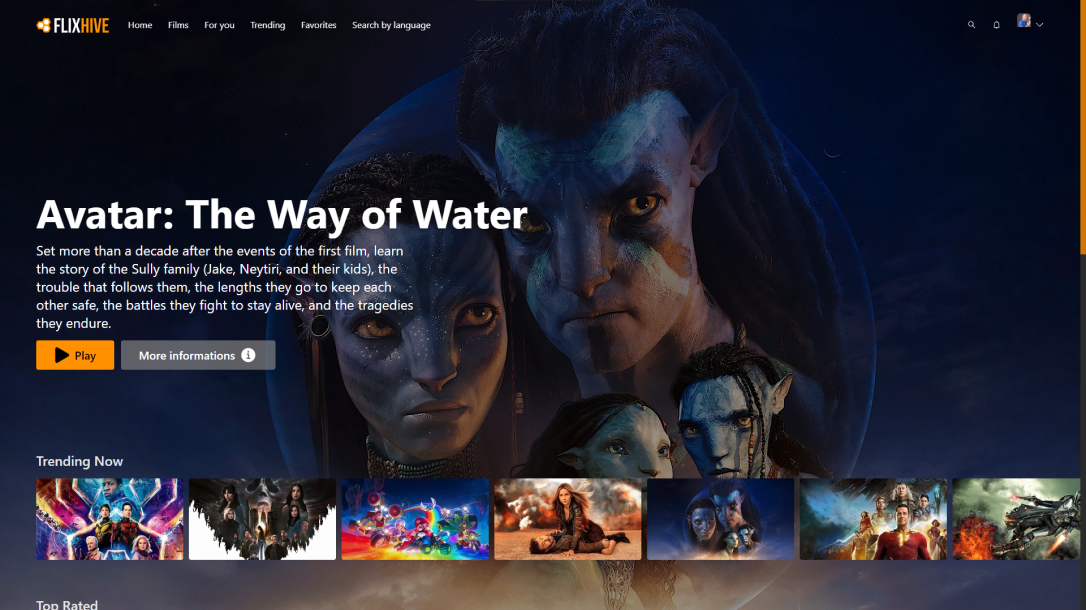 FLIXHIVE
Home
Films
For you
Trending
Favorites
Search by language
Avatar: The Way of Water
Set more than a decade after the events of the first film, learn
the story of the Sully family (Jake, Neytiri, and their kids), the
trouble that follows them, the lengths they go to keep each
other safe, the battles they fight to stay alive, and the tragedies
they endure.
Play
More informations
Trending Now
Top Rated